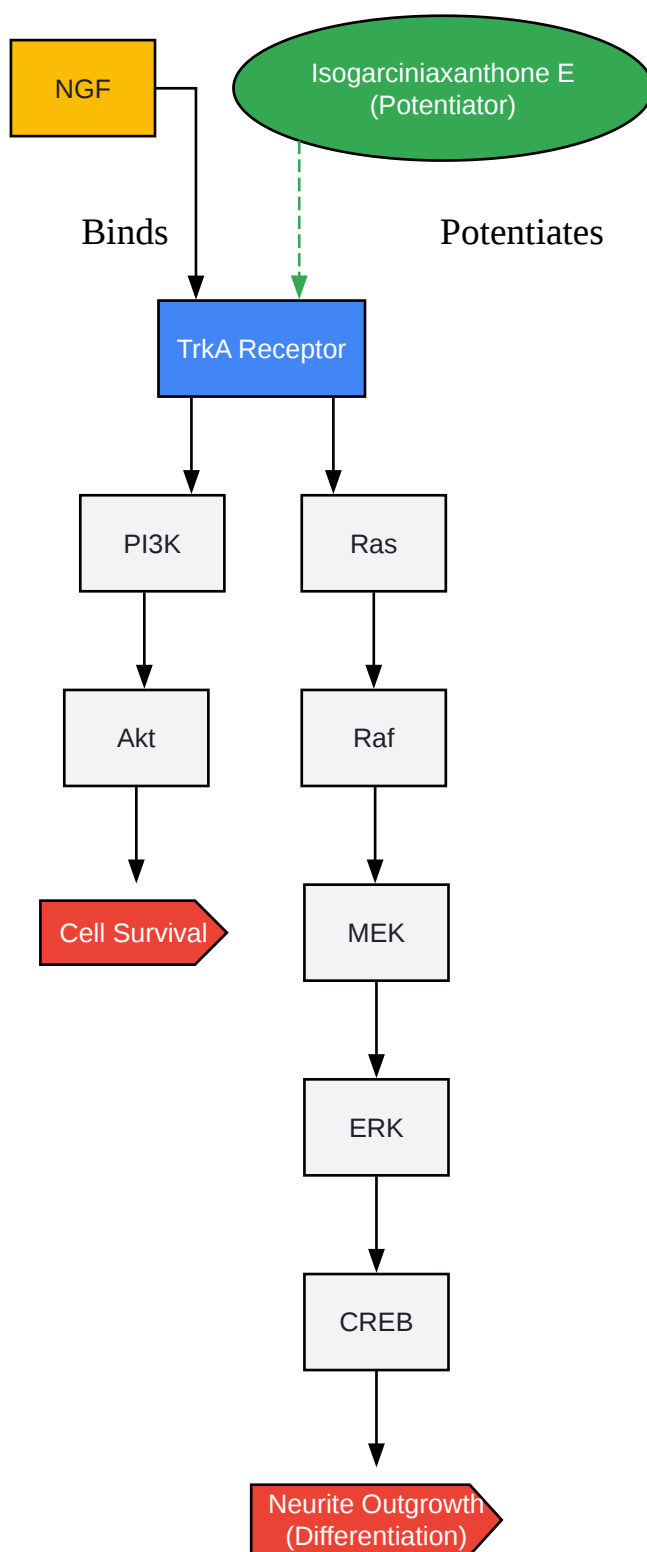 NGF
Isogarciniaxanthone E
(Potentiator)
Binds
Potentiates
TrkA Receptor
PI3K
Ras
Akt
Raf
Cell Survival
MEK
ERK
CREB
Neurite Outgrowth
(Differentiation)